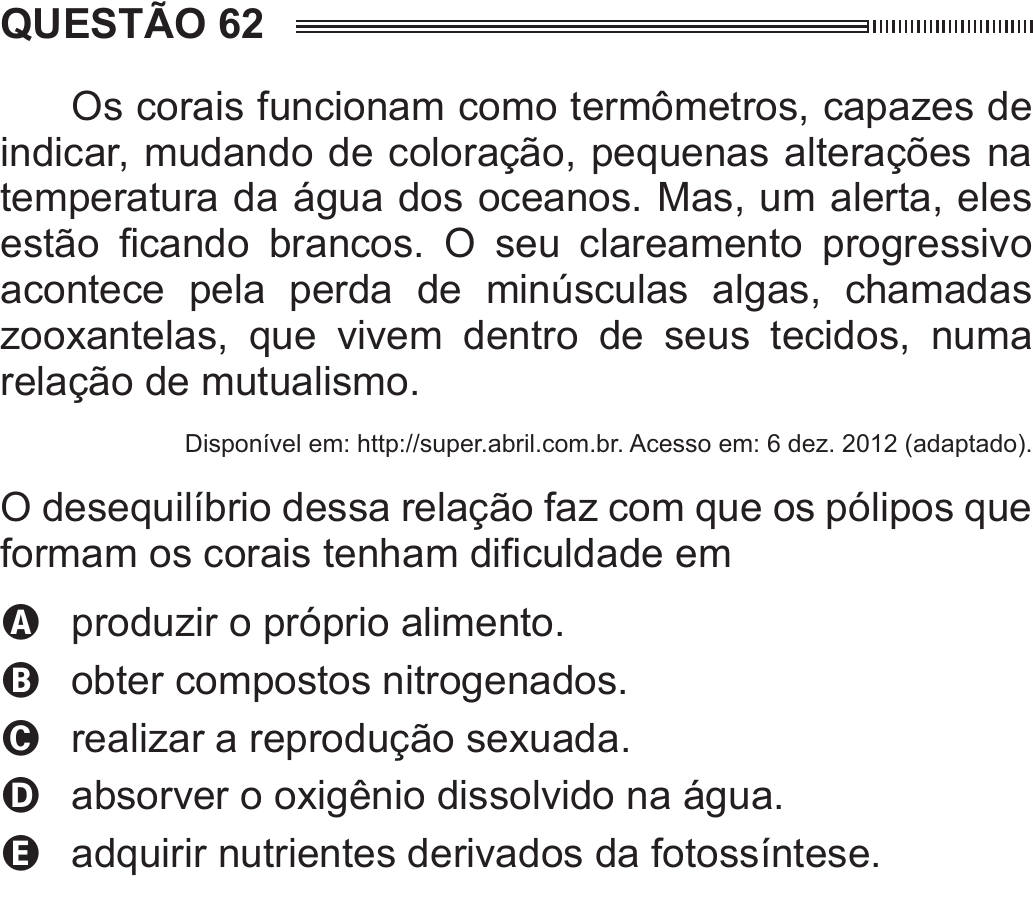 QUESTÃO 62
Os corais funcionam como termômetros, capazes de
indicar, mudando de coloração, pequenas alterações na
temperatura da água dos oceanos. Mas, um alerta, eles
estão ficando brancos. O seu clareamento progressivo
acontece pela perda de minúsculas algas, chamadas
zooxantelas, que vivem dentro de seus tecidos, numa
relação de mutualismo.
Disponível em: http://super.abril.com.br. Acesso em: 6 dez. 2012 (adaptado).
O desequilíbrio dessa relação faz com que os pólipos que
formam os corais tenham dificuldade em
A produzir o próprio alimento.
B obter compostos nitrogenados.
C realizar a reprodução sexuada.
D absorver o oxigênio dissolvido na água.
E adquirir nutrientes derivados da fotossíntese.